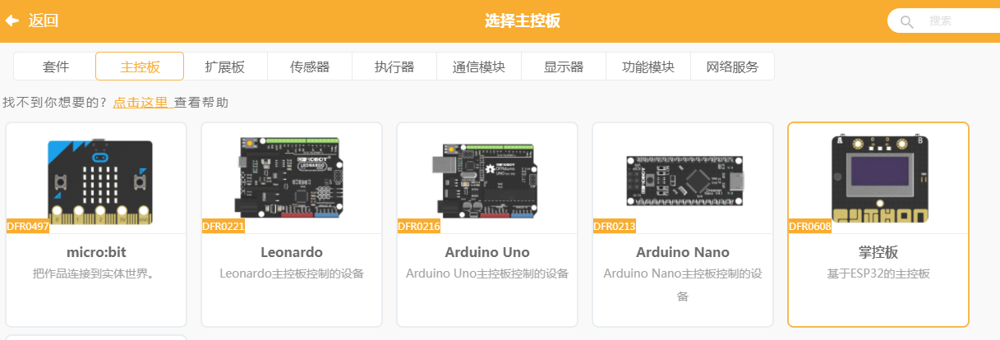 返回
选择主控板
搜索
套件
主控板
扩展板
传感器
执行器
通信模块
显示器
功能模块
网络服务
找不到你想要的? 点击这里 查看帮助
DFR0497
micro:bit
把作品连接到实体世界。
DFR0221
Leonardo
Leonardo主控板控制的设备
DFR0216
Arduino Uno
Arduino Uno主控板控制的设备
DFR0213
Arduino Nano
Arduino Nano主控板控制的设
备
A
B
DFR0608
掌控板
基于ESP32的主控板